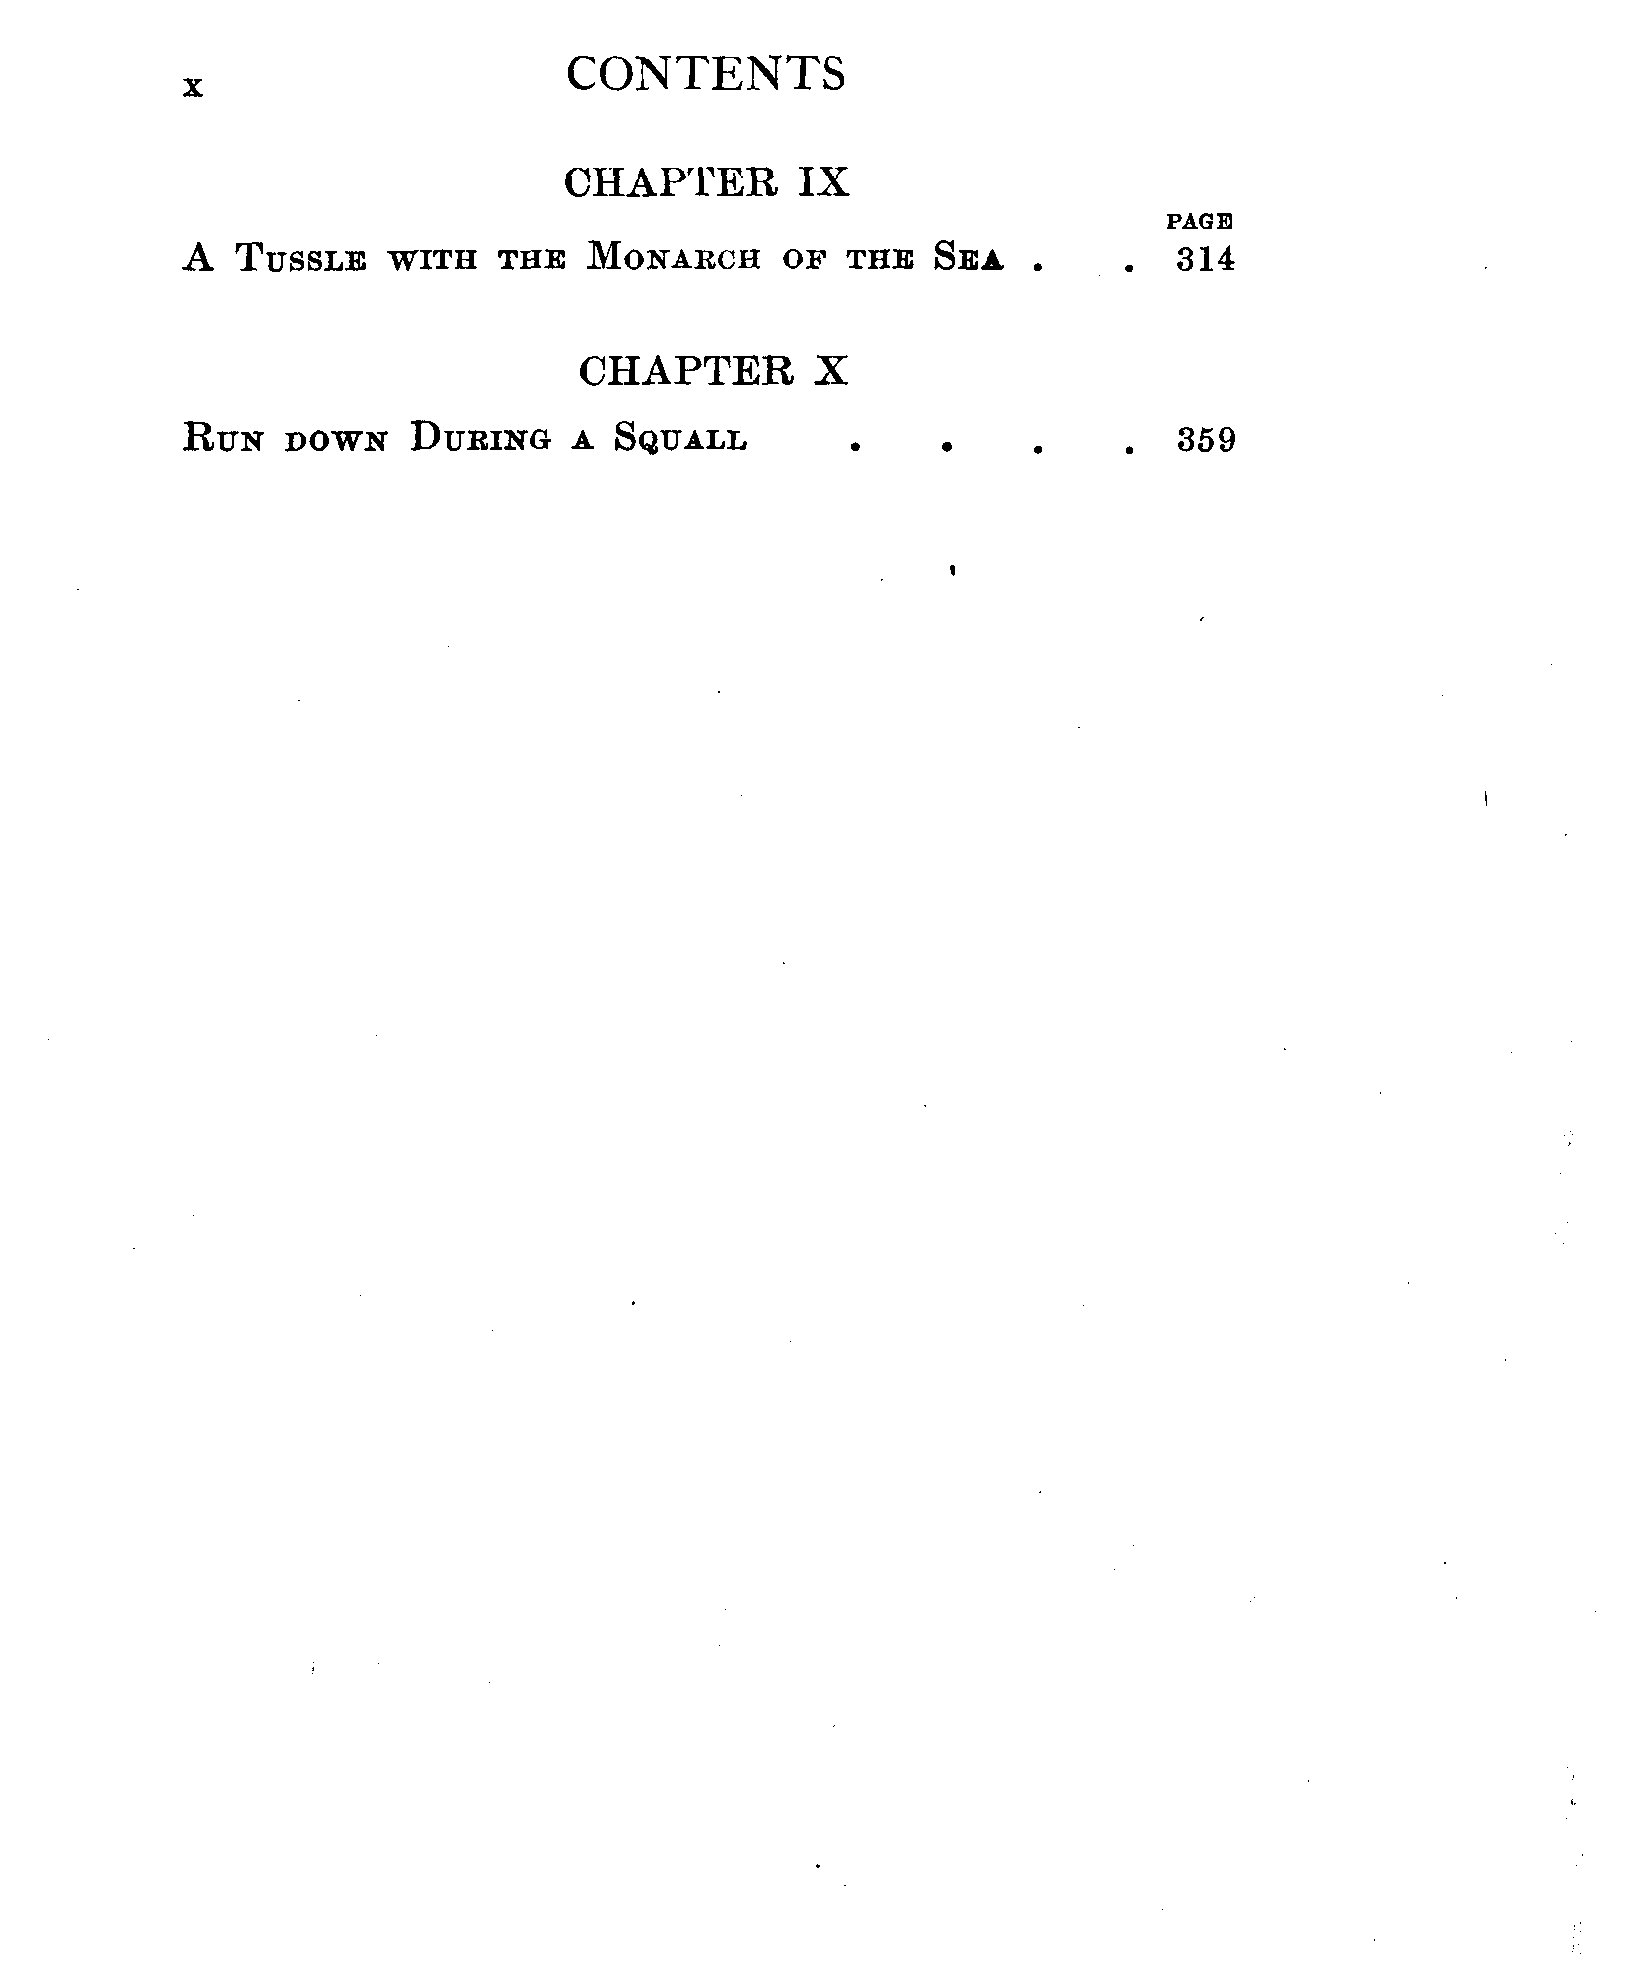 x CONTENTS
CHAPTER IX
PAGE
A Tussle with the Monarch of the Sea . . 314
CHAPTER X
Run down During a Squall . . . . 359